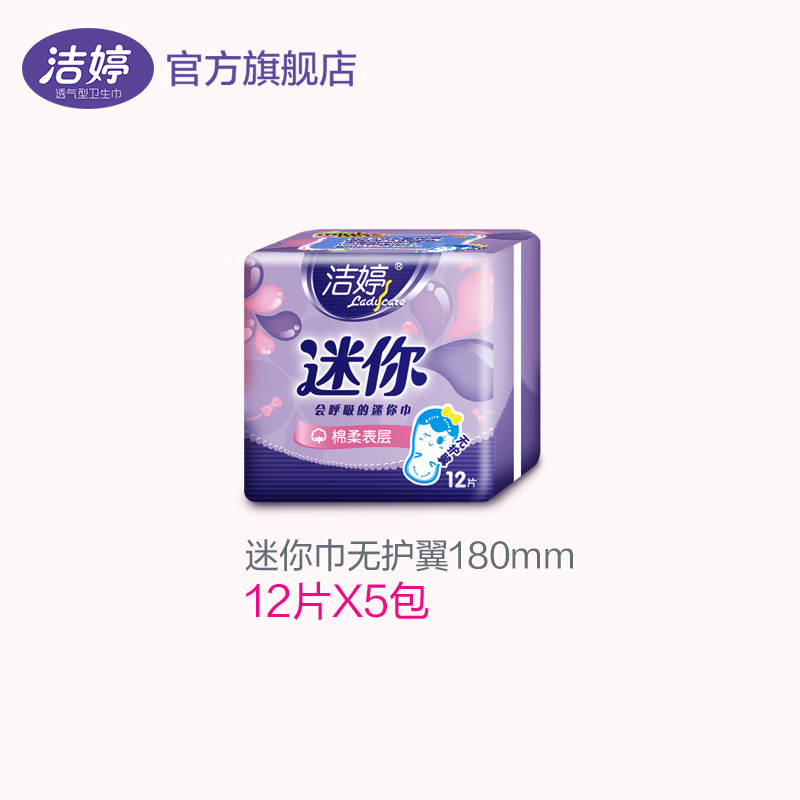 洁婷
透气型卫生巾
官方旗舰店
洁婷®
Ladycare
迷你
会呼吸的迷你巾
棉柔表层
无护翼
12片
迷你巾无护翼180mm
12片X5包